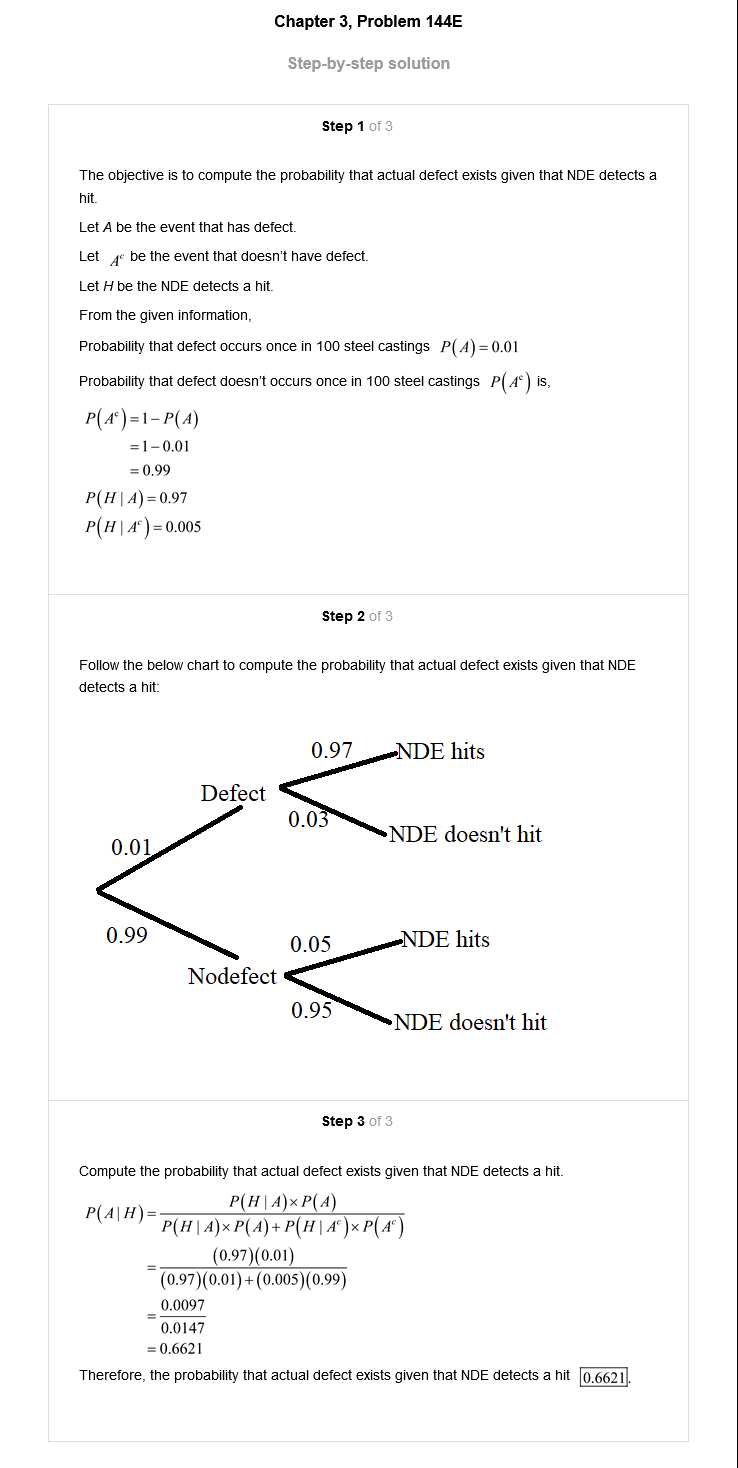 Chapter 3, Problem 144E
Step-by-step solution
Step 1 of 3
The objective is to compute the probability that actual defect exists given that NDE detects a
hit.
Let A be the event that has defect.
Let Aᶜ be the event that doesn't have defect.
Let H be the NDE detects a hit.
From the given information,
Probability that defect occurs once in 100 steel castings P(A) = 0.01
Probability that defect doesn't occurs once in 100 steel castings P(Aᶜ) is,
P(Aᶜ) = 1 − P(A)
= 1 − 0.01
= 0.99
P(H | A) = 0.97
P(H | Aᶜ) = 0.005
Step 2 of 3
Follow the below chart to compute the probability that actual defect exists given that NDE
detects a hit:
0.97 NDE hits
Defect
0.03 NDE doesn't hit
0.01
0.99
0.05 NDE hits
Nodefect
0.95 NDE doesn't hit
Step 3 of 3
Compute the probability that actual defect exists given that NDE detects a hit.
P(H | A) × P(A)
P(A | H) =
P(H | A) × P(A) + P(H | Aᶜ) × P(Aᶜ)
(0.97)(0.01)
=
(0.97)(0.01) + (0.005)(0.99)
0.0097
=
0.0147
= 0.6621
Therefore, the probability that actual defect exists given that NDE detects a hit 0.6621.